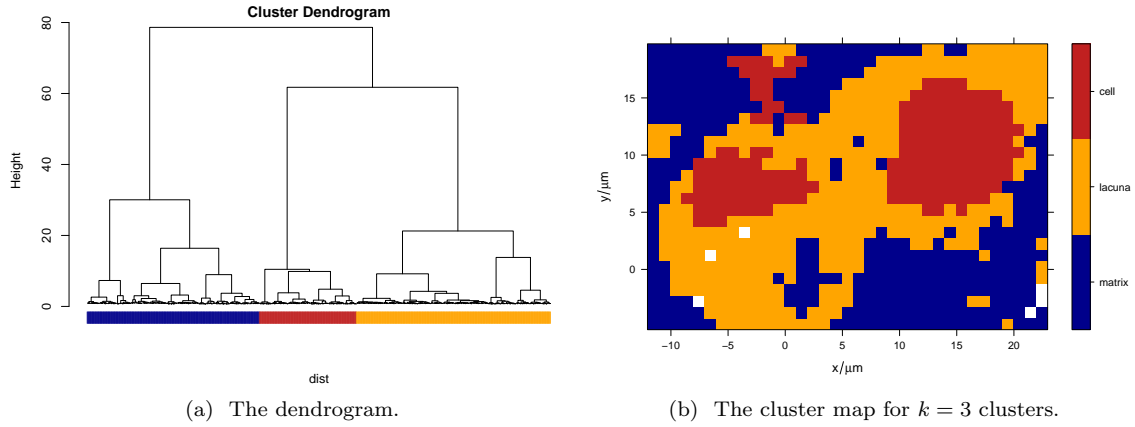 Cluster Dendrogram
Height
0
20
40
60
80
dist
(a) The dendrogram.
y/µm
15
10
5
0
−10
−5
0
5
10
15
20
x/µm
cell
lacuna
matrix
(b) The cluster map for k = 3 clusters.